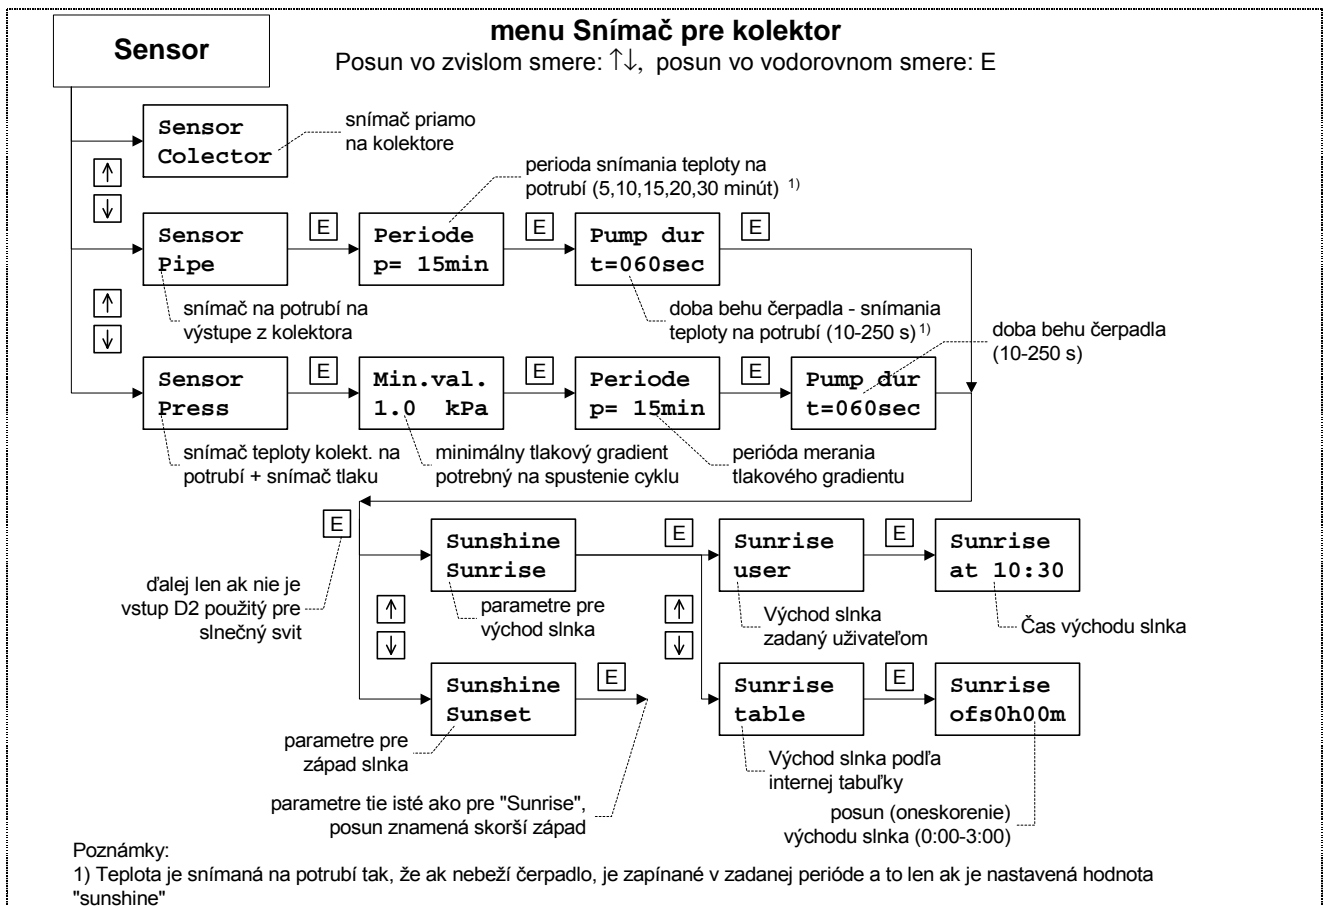 Sensor
menu Snímač pre kolektor
Posun vo zvislom smere: ↑↓, posun vo vodorovnom smere: E
Sensor
Colector
snímač priamo
na kolektore
↑
↓
perioda snímania teploty na
potrubí (5,10,15,20,30 minút) 1)
Sensor
Pipe
E
Periode
p= 15min
E
Pump dur
t=060sec
E
↑
↓
snímač na potrubí na
výstupe z kolektora
doba behu čerpadla - snímania
teploty na potrubí (10-250 s) 1)
doba behu čerpadla
(10-250 s)
Sensor
Press
E
Min.val.
1.0 kPa
E
Periode
p= 15min
E
Pump dur
t=060sec
snímač teploty kolekt. na
potrubí + snímač tlaku
minimálny tlakový gradient
potrebný na spustenie cyklu
perióda merania
tlakového gradientu
E
ďalej len ak nie je
vstup D2 použitý pre
slnečný svit
Sunshine
Sunrise
E
Sunrise
user
E
Sunrise
at 10:30
↑
↓
parametre pre
východ slnka
↑
↓
Východ slnka
zadaný uživateľom
Čas východu slnka
Sunshine
Sunset
E
Sunrise
table
E
Sunrise
ofs0h00m
parametre pre
západ slnka
Východ slnka podľa
internej tabuľky
parametre tie isté ako pre "Sunrise",
posun znamená skorší západ
posun (oneskorenie)
východu slnka (0:00-3:00)
Poznámky:
1) Teplota je snímaná na potrubí tak, že ak nebeží čerpadlo, je zapínané v zadanej perióde a to len ak je nastavená hodnota
"sunshine"